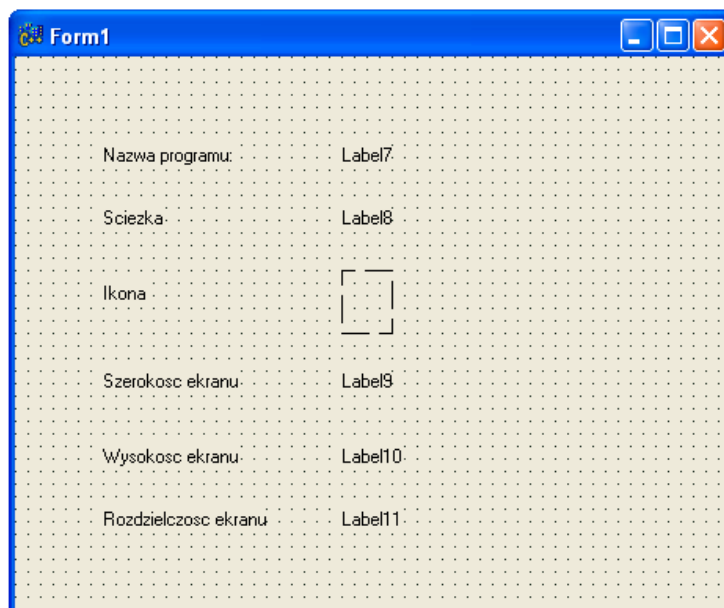 Form1
Nazwa programu: Label7
Sciezka Label8
Ikona
Szerokosc ekranu Label9
Wysokosc ekranu Label10
Rozdzielczosc ekranu Label11